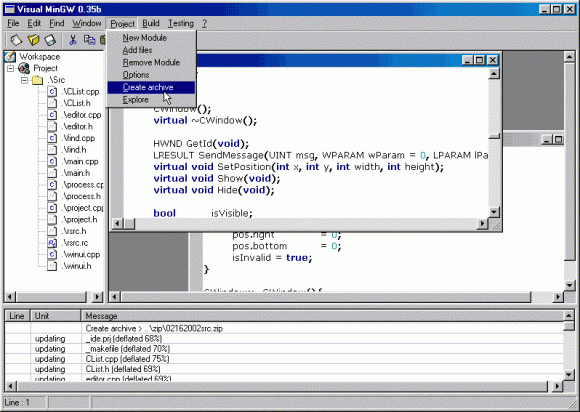 Visual MinGW 0.35b
File Edit Find Window Project Build Testing ?
New Module
Add files
Remove Module
Options
Create archive
Explore
Workspace
Project
.\Src
.\CList.cpp
.\CList.h
.\editor.cpp
.\editor.h
.\find.cpp
.\find.h
.\main.cpp
.\main.h
.\process.cp
.\process.h
.\project.cp
.\project.h
.\rsrc.h
.\rsrc.rc
.\winui.cpp
.\winui.h
CWindow();
virtual ~CWindow();
HWND GetId(void);
LRESULT SendMessage(UINT msg, WPARAM wParam = 0, LPARAM lPa
virtual void SetPosition(int x, int y, int width, int height);
virtual void Show(void);
virtual void Hide(void);
bool isVisible;
pos.right = 0;
pos.bottom = 0;
isInvalid = true;
}
Line Unit Message
Create archive > ..\zip\02162002src.zip
updating _ide.prj (deflated 68%)
updating _makefile (deflated 70%)
updating CList.cpp (deflated 75%)
updating CList.h (deflated 69%)
updating editor.cpp (deflated 69%)
Line : 1